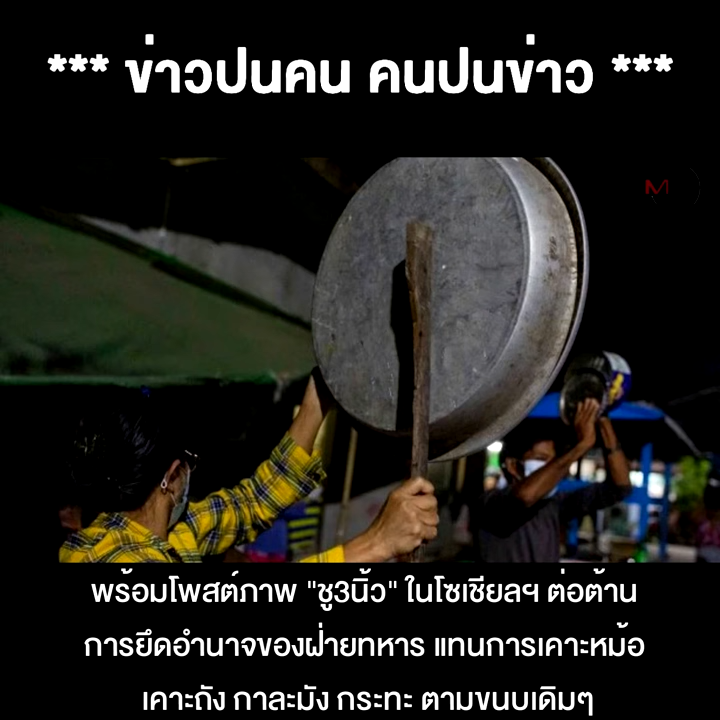 *** ข่าวปนคน คนปนข่าว ***
M
พร้อมโพสต์ภาพ "ชู3นิ้ว" ในโซเชียลฯ ต่อต้าน
การยึดอำนาจของฝ่ายทหาร แทนการเคาะหม้อ
เคาะถัง กาละมัง กระทะ ตามขนบเดิมๆ